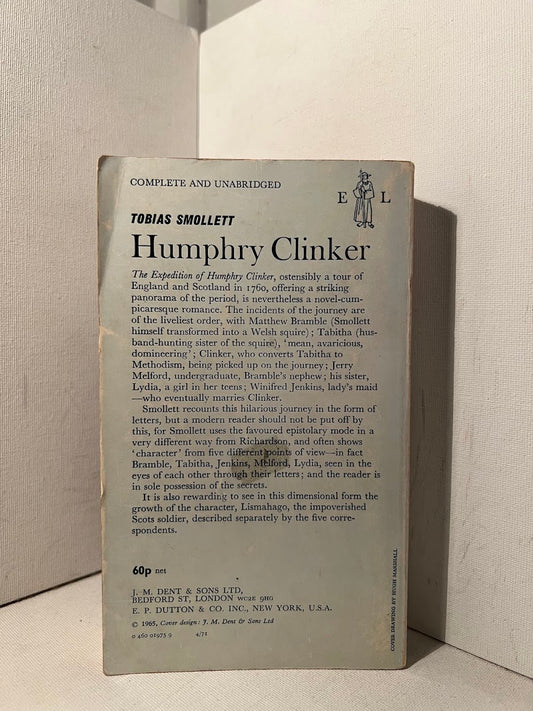 COMPLETE AND UNABRIDGED
E L
TOBIAS SMOLLETT
Humphry Clinker
The Expedition of Humphry Clinker, ostensibly a tour of
England and Scotland in 1760, offering a striking
panorama of the period, is nevertheless a novel-cum-
picaresque romance. The incidents of the journey are
of the liveliest order, with Matthew Bramble (Smollett
himself transformed into a Welsh squire); Tabitha (hus-
band-hunting sister of the squire), 'mean, avaricious,
domineering'; Clinker, who converts Tabitha to
Methodism, being picked up on the journey; Jerry
Melford, undergraduate, Bramble's nephew; his sister,
Lydia, a girl in her teens; Winifred Jenkins, lady's maid
—who eventually marries Clinker.
Smollett recounts this hilarious journey in the form of
letters, but a modern reader should not be put off by
this, for Smollett uses the favoured epistolary mode in a
very different way from Richardson, and often shows
'character' from five different points of view—in fact
Bramble, Tabitha, Jenkins, Melford, Lydia, seen in the
eyes of each other through their letters; and the reader is
in sole possession of the secrets.
It is also rewarding to see in this dimensional form the
growth of the character, Lismahago, the impoverished
Scots soldier, described separately by the five corre-
spondents.
60p net
J. M. DENT & SONS LTD,
BEDFORD ST, LONDON WC2E 9HG
E. P. DUTTON & CO. INC., NEW YORK, U.S.A.
© 1965, Cover design: J. M. Dent & Sons Ltd
0 460 01975 9 4/71
COVER DRAWING BY HUGH MARSHALL